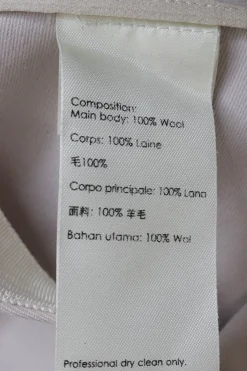 Composition:
Main body: 100% Wool
Corps: 100% Laine
毛100%
Corpo principale: 100% Lana
面料: 100% 羊毛
Bahan utama: 100% Wol
Professional dry clean only.